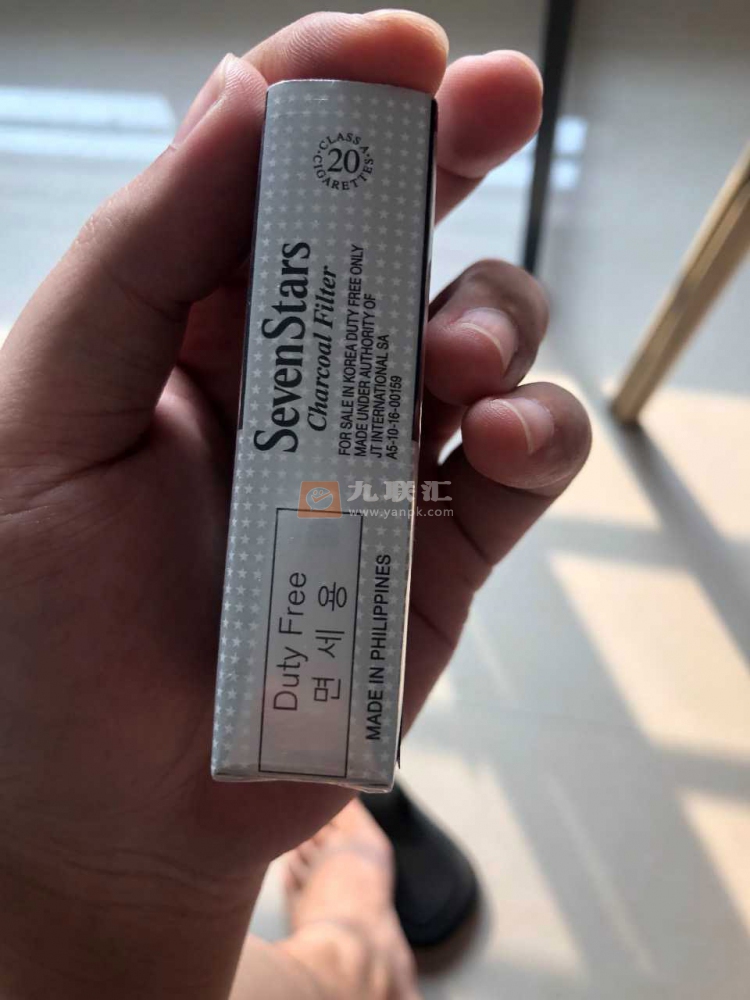 CLASS A
20
CIGARETTES
SevenStars
Charcoal Filter
FOR SALE IN KOREA DUTY FREE ONLY
MADE UNDER AUTHORITY OF
JT INTERNATIONAL SA
A5-10-16-00159
九联汇
www.yanpk.com
Duty Free
면세용
MADE IN PHILIPPINES